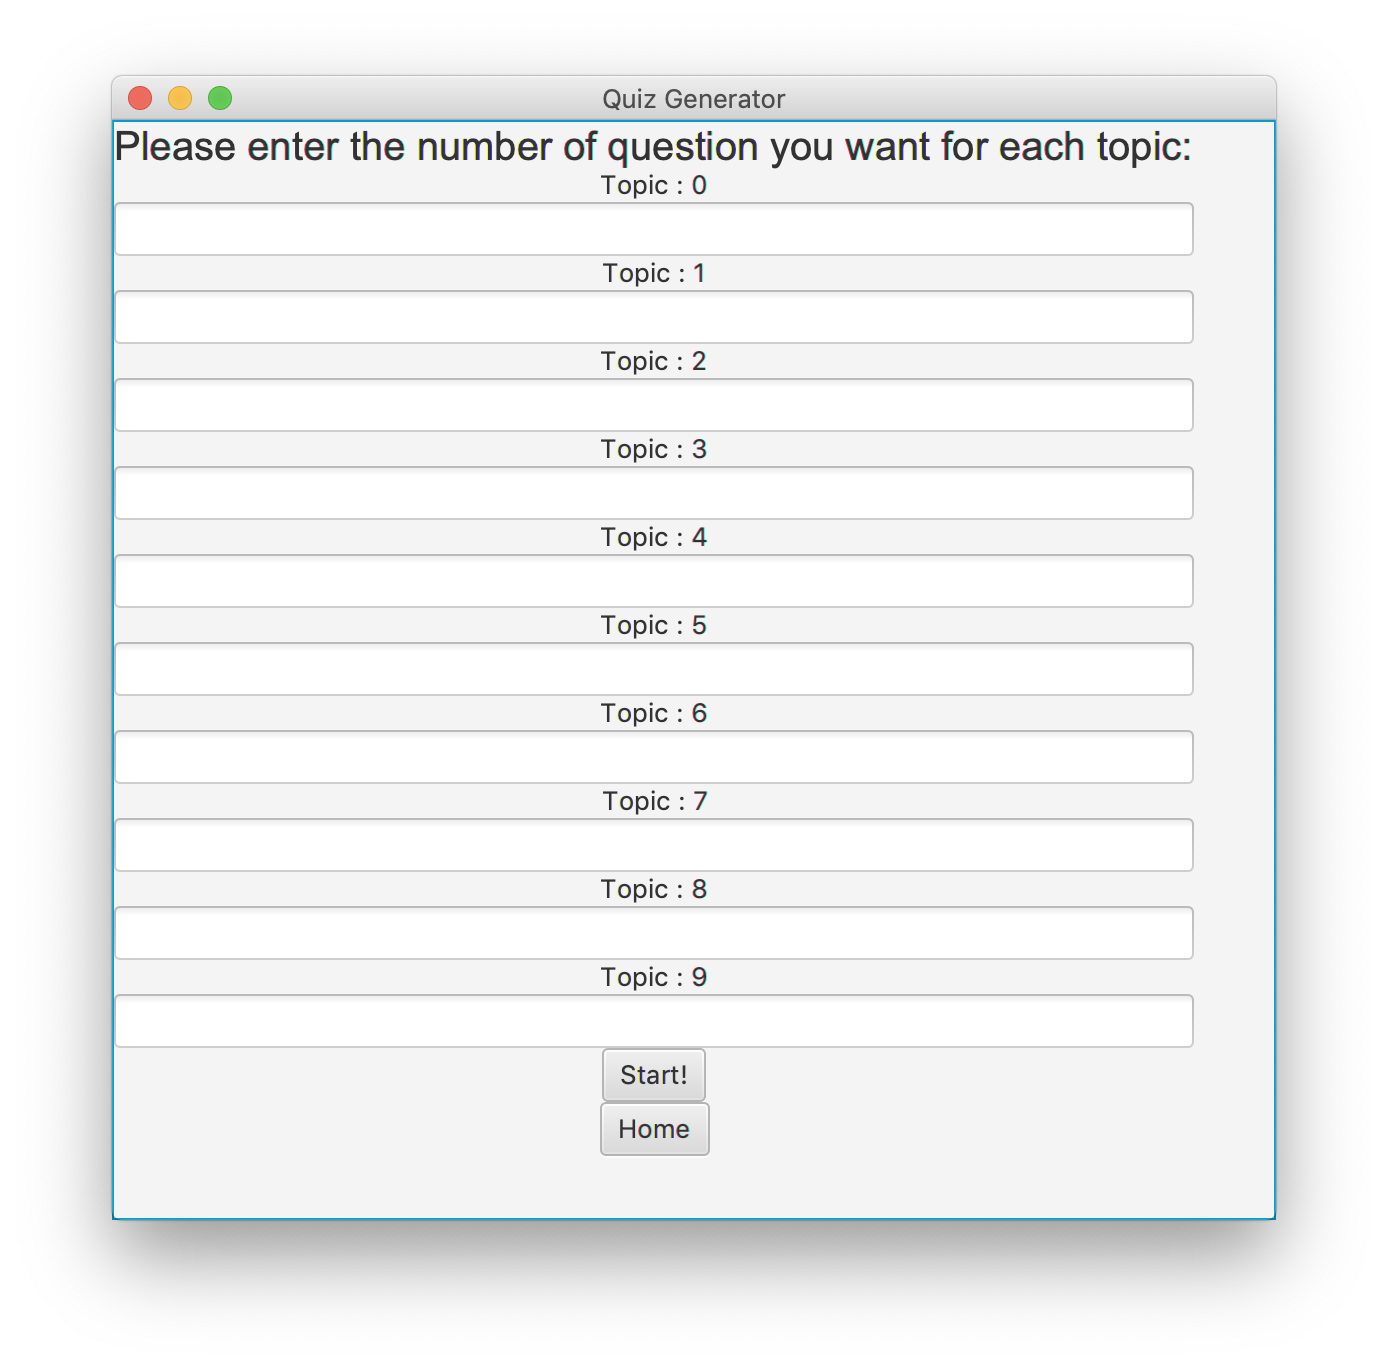 Quiz Generator
Please enter the number of question you want for each topic:
Topic : 0
Topic : 1
Topic : 2
Topic : 3
Topic : 4
Topic : 5
Topic : 6
Topic : 7
Topic : 8
Topic : 9
Start!
Home